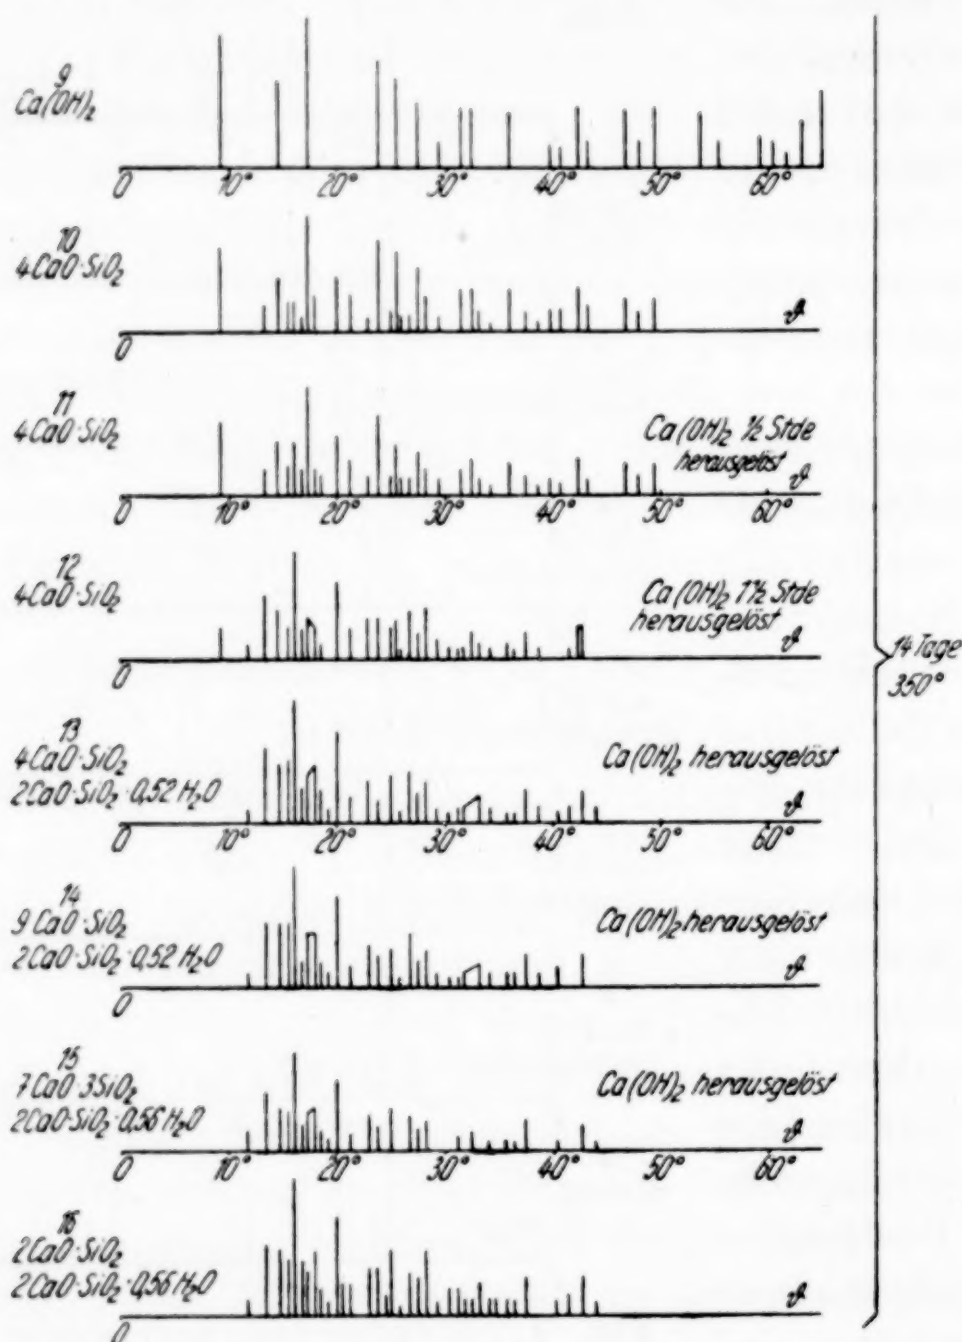 9
Ca(OH)₂
0 10° 20° 30° 40° 50° 60°
10
4CaO·SiO₂
ϑ
0
11
4CaO·SiO₂
Ca(OH)₂ ½ Stde
herausgelöst
ϑ
0 10° 20° 30° 40° 50° 60°
12
4CaO·SiO₂
Ca(OH)₂ 1½ Stde
herausgelöst
ϑ
0
14 Tage
350°
13
4CaO·SiO₂
2CaO·SiO₂·0,52 H₂O
Ca(OH)₂ herausgelöst
ϑ
0 10° 20° 30° 40° 50° 60°
14
9 CaO·SiO₂
2CaO·SiO₂·0,52 H₂O
Ca(OH)₂ herausgelöst
ϑ
0
15
7 CaO·3SiO₂
2CaO·SiO₂·0,56 H₂O
Ca(OH)₂ herausgelöst
ϑ
0 10° 20° 30° 40° 50° 60°
16
2CaO·SiO₂
2CaO·SiO₂·0,56 H₂O
ϑ
0